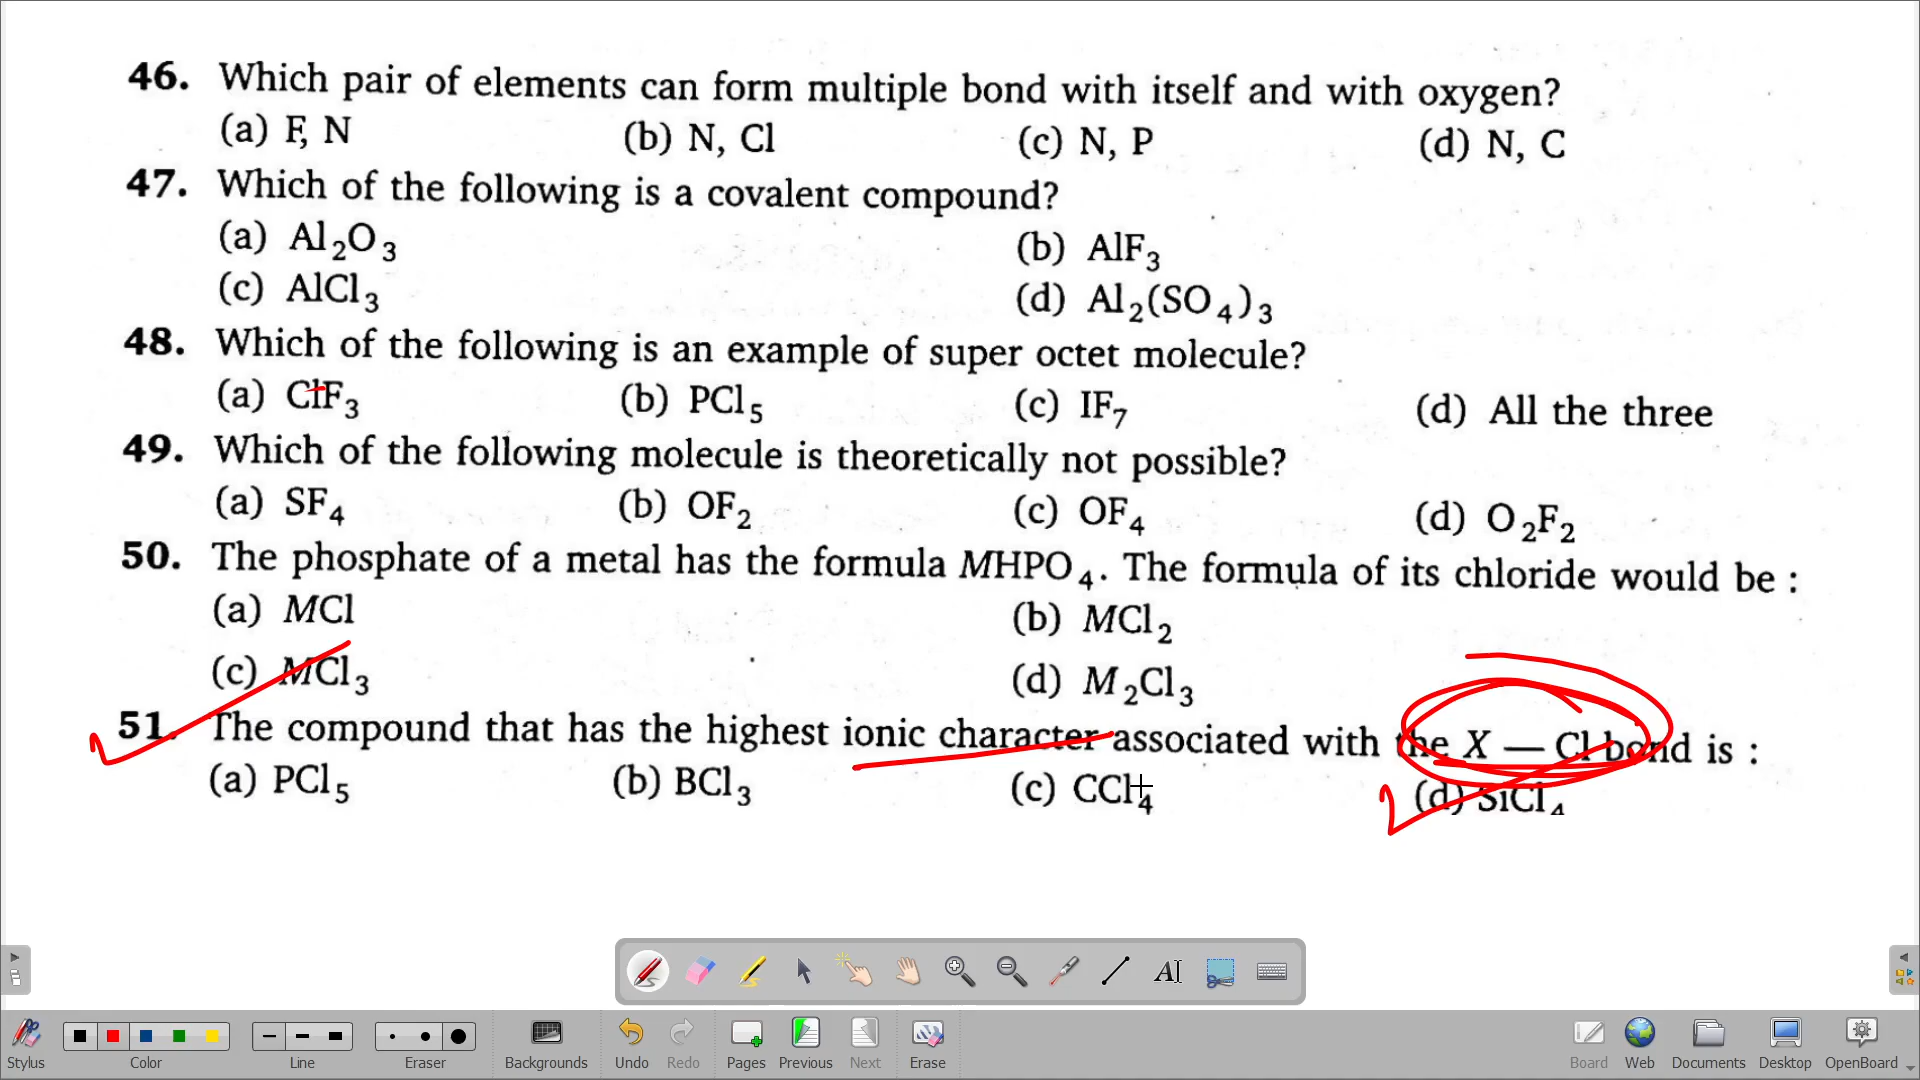 46. Which pair of elements can form multiple bond with itself and with oxygen?
(a) F, N (b) N, Cl (c) N, P (d) N, C
47. Which of the following is a covalent compound?
(a) Al₂O₃ (b) AlF₃
(c) AlCl₃ (d) Al₂(SO₄)₃
48. Which of the following is an example of super octet molecule?
(a) ClF₃ (b) PCl₅ (c) IF₇ (d) All the three
49. Which of the following molecule is theoretically not possible?
(a) SF₄ (b) OF₂ (c) OF₄ (d) O₂F₂
50. The phosphate of a metal has the formula MHPO₄. The formula of its chloride would be :
(a) MCl (b) MCl₂
(c) MCl₃ (d) M₂Cl₃
51. The compound that has the highest ionic character associated with the X — Cl bond is :
(a) PCl₅ (b) BCl₃ (c) CCl₄ (d) SiCl₄
AI
Stylus Color Line Eraser Backgrounds Undo Redo Pages Previous Next Erase Board Web Documents Desktop OpenBoard